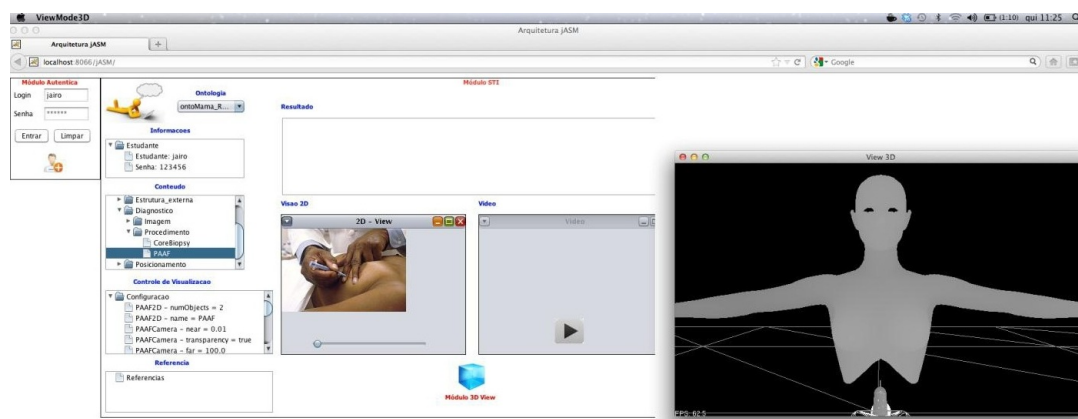 ViewMode3D
(1:10) qui 11:25
Arquitetura jASM
Arquitetura jASM
localhost:8066/jASM/
Google
Módulo Autentica
Login jairo
Senha ******
Entrar Limpar
Ontologia
ontoMama_R...
Informacoes
Estudante
Estudante: jairo
Senha: 123456
Conteudo
Estrutura_externa
Diagnostico
Imagem
Procedimento
CoreBiopsy
PAAF
Posicionamento
Controle de Visualizacao
Configuracao
PAAF2D - numObjects = 2
PAAF2D - name = PAAF
PAAFCamera - near = 0.01
PAAFCamera - transparency = true
PAAFCamera - far = 100.0
Referencia
Referencias
Módulo STI
Resultado
Visao 2D
2D - View
Video
Video
Módulo 3D View
View 3D
FPS: 62.5